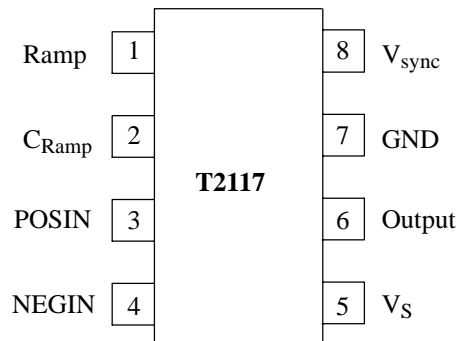 Ramp 1 8 Vsync
CRamp 2 7 GND
T2117
POSIN 3 6 Output
NEGIN 4 5 VS